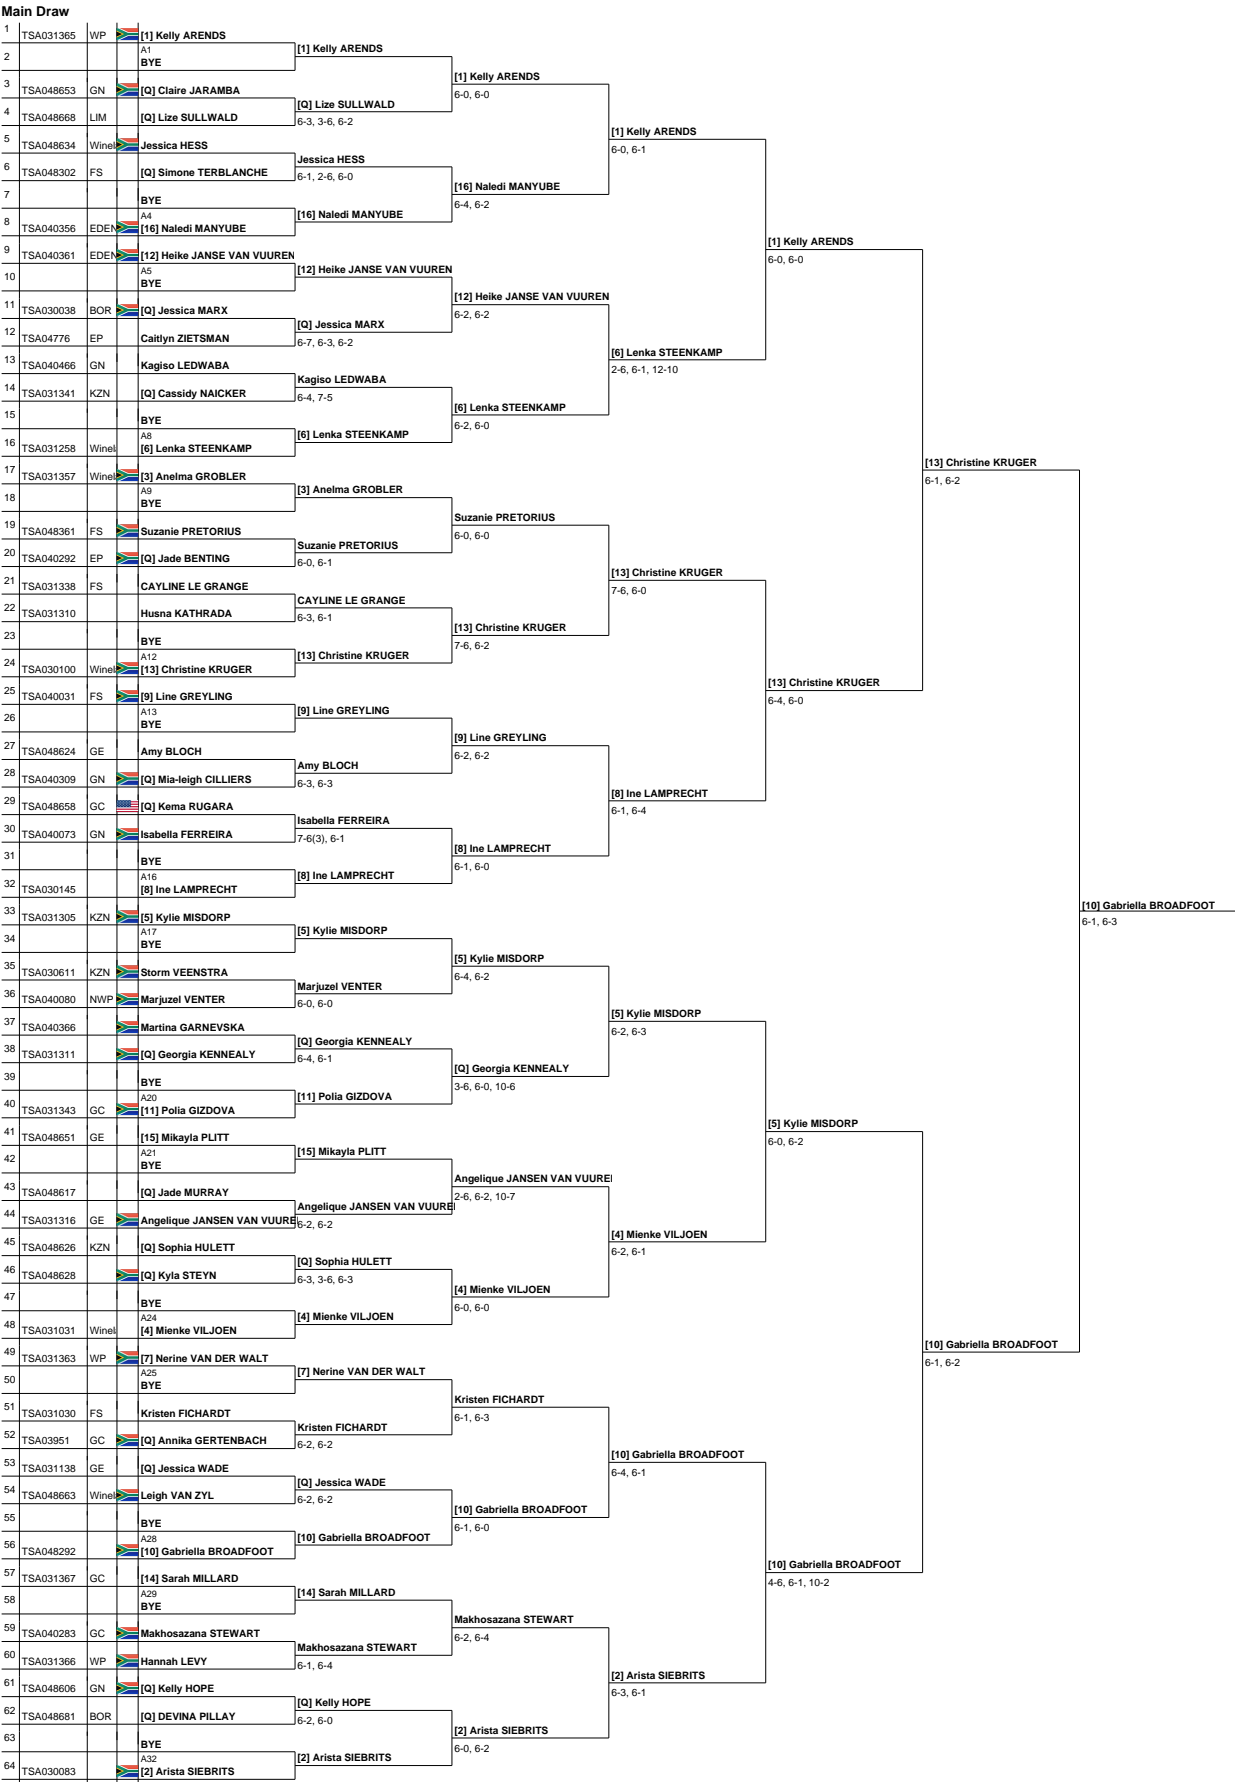 Main Draw
1 TSA031365 WP [1] Kelly ARENDS
2 A1 BYE
3 TSA048653 GN [Q] Claire JARAMBA
4 TSA048668 LIM [Q] Lize SULLWALD
5 TSA048634 Jessica HESS
6 TSA048302 FS [Q] Simone TERBLANCHE
7 BYE
8 TSA040356 EDEN A4 [16] Naledi MANYUBE
9 TSA040361 EDEN [12] Heike JANSE VAN VUUREN
10 A5 BYE
11 TSA030038 BOR [Q] Jessica MARX
12 TSA04776 EP Caitlyn ZIETSMAN
13 TSA040466 GN Kagiso LEDWABA
14 TSA031341 KZN [Q] Cassidy NAICKER
15 BYE
16 TSA031258 A8 [6] Lenka STEENKAMP
17 TSA031357 [3] Anelma GROBLER
18 A9 BYE
19 TSA048361 FS Suzanie PRETORIUS
20 TSA040292 EP [Q] Jade BENTING
21 TSA031338 FS CAYLINE LE GRANGE
22 TSA031310 Husna KATHRADA
23 BYE
24 TSA030100 A12 [13] Christine KRUGER
25 TSA040031 FS [9] Line GREYLING
26 A13 BYE
27 TSA048624 GE Amy BLOCH
28 TSA040309 GN [Q] Mia-leigh CILLIERS
29 TSA048658 GC [Q] Kema RUGARA
30 TSA040073 GN Isabella FERREIRA
31 BYE
32 TSA030145 A16 [8] Ine LAMPRECHT
33 TSA031305 KZN [5] Kylie MISDORP
34 A17 BYE
35 TSA030611 KZN Storm VEENSTRA
36 TSA040080 NWP Marjuzel VENTER
37 TSA040366 Martina GARNEVSKA
38 TSA031311 [Q] Georgia KENNEALY
39 BYE
40 TSA031343 GC A20 [11] Polia GIZDOVA
41 TSA048651 GE [15] Mikayla PLITT
42 A21 BYE
43 TSA048617 [Q] Jade MURRAY
44 TSA031316 GE Angelique JANSEN VAN VUURE
45 TSA048626 KZN [Q] Sophia HULETT
46 TSA048628 [Q] Kyla STEYN
47 BYE
48 TSA031031 A24 [4] Mienke VILJOEN
49 TSA031363 WP [7] Nerine VAN DER WALT
50 A25 BYE
51 TSA031030 FS Kristen FICHARDT
52 TSA03951 GC [Q] Annika GERTENBACH
53 TSA031138 GE [Q] Jessica WADE
54 TSA048663 Leigh VAN ZYL
55 BYE
56 TSA048292 A28 [10] Gabriella BROADFOOT
57 TSA031367 GC [14] Sarah MILLARD
58 A29 BYE
59 TSA040283 GC Makhosazana STEWART
60 TSA031366 WP Hannah LEVY
61 TSA048606 GN [Q] Kelly HOPE
62 TSA048681 BOR [Q] DEVINA PILLAY
63 BYE
64 TSA030083 A32 [2] Arista SIEBRITS
[1] Kelly ARENDS
[Q] Lize SULLWALD
6-3, 3-6, 6-2
Jessica HESS
6-1, 2-6, 6-0
[16] Naledi MANYUBE
[12] Heike JANSE VAN VUUREN
[Q] Jessica MARX
6-7, 6-3, 6-2
Kagiso LEDWABA
6-4, 7-5
[6] Lenka STEENKAMP
[3] Anelma GROBLER
Suzanie PRETORIUS
6-0, 6-1
CAYLINE LE GRANGE
6-3, 6-1
[13] Christine KRUGER
[9] Line GREYLING
Amy BLOCH
6-3, 6-3
Isabella FERREIRA
7-6(3), 6-1
[8] Ine LAMPRECHT
[5] Kylie MISDORP
Marjuzel VENTER
6-0, 6-0
[Q] Georgia KENNEALY
6-4, 6-1
[11] Polia GIZDOVA
[15] Mikayla PLITT
Angelique JANSEN VAN VUURE
6-2, 6-2
[Q] Sophia HULETT
6-3, 3-6, 6-3
[4] Mienke VILJOEN
[7] Nerine VAN DER WALT
Kristen FICHARDT
6-2, 6-2
[Q] Jessica WADE
6-2, 6-2
[10] Gabriella BROADFOOT
[14] Sarah MILLARD
Makhosazana STEWART
6-1, 6-4
[Q] Kelly HOPE
6-2, 6-0
[2] Arista SIEBRITS
[1] Kelly ARENDS
6-0, 6-0
[16] Naledi MANYUBE
6-4, 6-2
[12] Heike JANSE VAN VUUREN
6-2, 6-2
[6] Lenka STEENKAMP
6-2, 6-0
Suzanie PRETORIUS
6-0, 6-0
[13] Christine KRUGER
7-6, 6-2
[9] Line GREYLING
6-2, 6-2
[8] Ine LAMPRECHT
6-1, 6-0
[5] Kylie MISDORP
6-4, 6-2
[Q] Georgia KENNEALY
3-6, 6-0, 10-6
Angelique JANSEN VAN VUURE
2-6, 6-2, 10-7
[4] Mienke VILJOEN
6-0, 6-0
Kristen FICHARDT
6-1, 6-3
[10] Gabriella BROADFOOT
6-1, 6-0
Makhosazana STEWART
6-2, 6-4
[2] Arista SIEBRITS
6-0, 6-2
[1] Kelly ARENDS
6-0, 6-1
[6] Lenka STEENKAMP
2-6, 6-1, 12-10
[13] Christine KRUGER
7-6, 6-0
[8] Ine LAMPRECHT
6-1, 6-4
[5] Kylie MISDORP
6-2, 6-3
[4] Mienke VILJOEN
6-2, 6-1
[10] Gabriella BROADFOOT
6-4, 6-1
[2] Arista SIEBRITS
6-3, 6-1
[1] Kelly ARENDS
6-0, 6-0
[13] Christine KRUGER
6-4, 6-0
[5] Kylie MISDORP
6-0, 6-2
[10] Gabriella BROADFOOT
4-6, 6-1, 10-2
[13] Christine KRUGER
6-1, 6-2
[10] Gabriella BROADFOOT
6-1, 6-2
[10] Gabriella BROADFOOT
6-1, 6-3